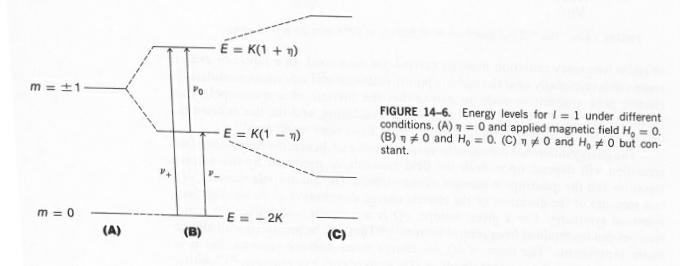 E = K(1 + η)
m = ±1
ν₀
FIGURE 14–6. Energy levels for I = 1 under different
conditions. (A) η = 0 and applied magnetic field H₀ = 0.
(B) η ≠ 0 and H₀ = 0. (C) η ≠ 0 and H₀ ≠ 0 but con-
stant.
E = K(1 − η)
ν₊
ν₋
m = 0
E = − 2K
(A)
(B)
(C)